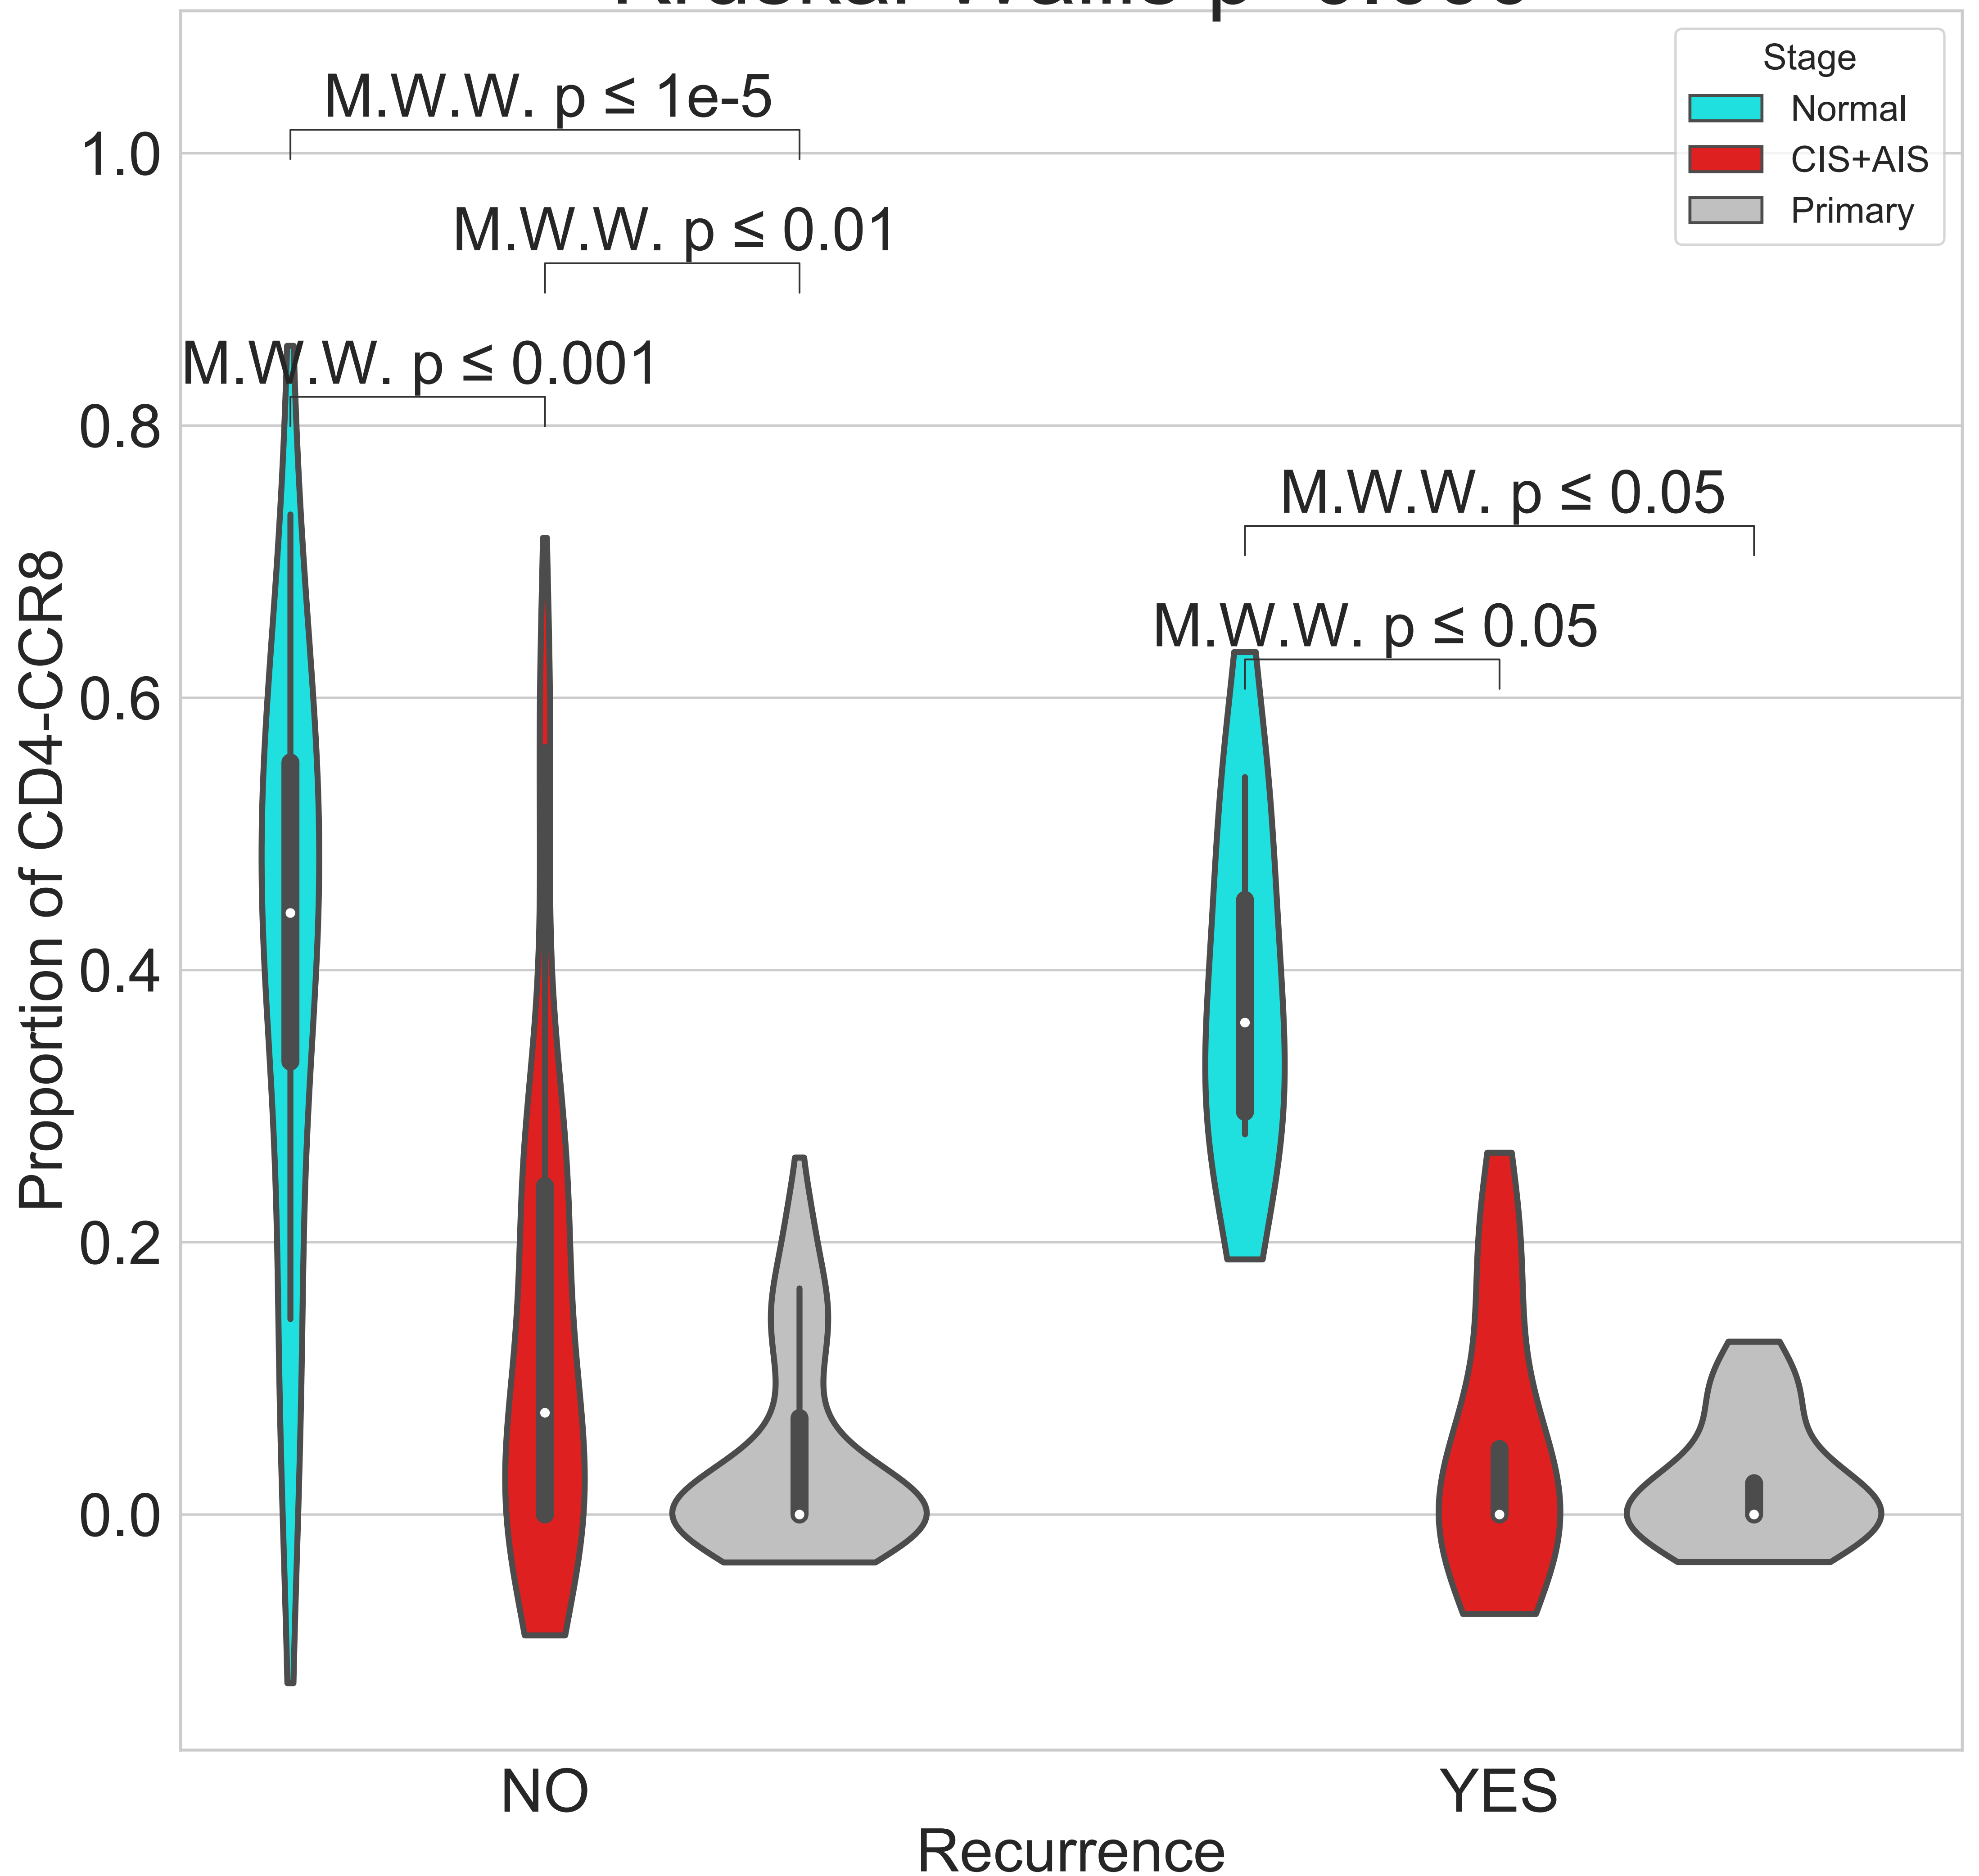 Stage
Normal
CIS+AIS
Primary
M.W.W. p ≤ 1e-5
M.W.W. p ≤ 0.01
M.W.W. p ≤ 0.001
M.W.W. p ≤ 0.05
M.W.W. p ≤ 0.05
1.0
0.8
0.6
0.4
0.2
0.0
Proportion of CD4-CCR8
NO
YES
Recurrence